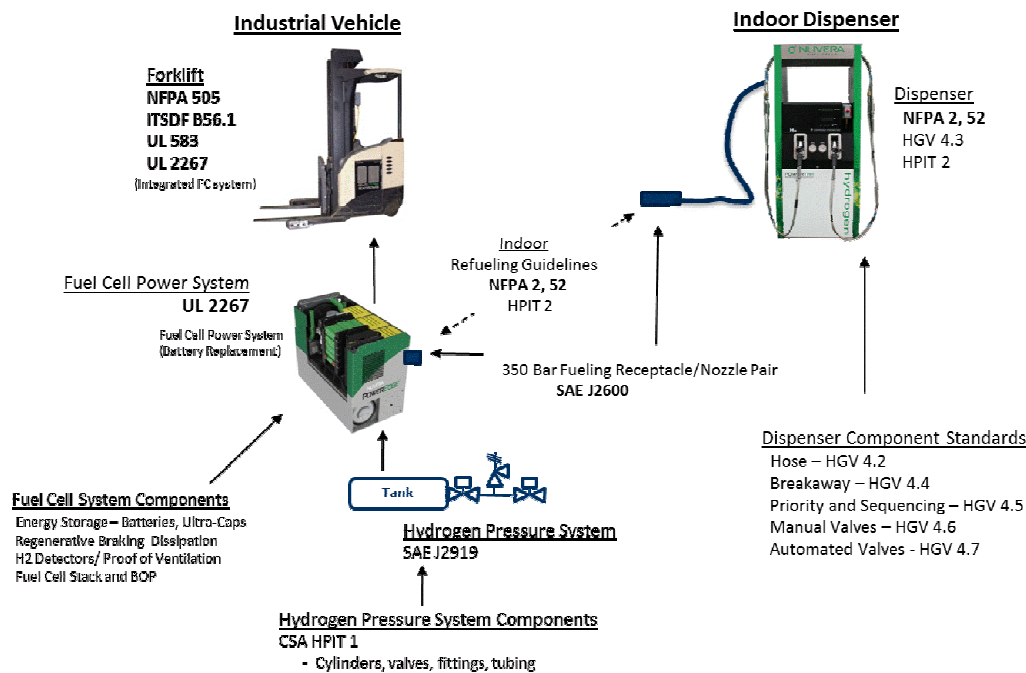 Industrial Vehicle
Forklift
NFPA 505
ITSDF B56.1
UL 583
UL 2267
(Integrated FC system)
Indoor Dispenser
NUVERA
hydrogen
Dispenser
NFPA 2, 52
HGV 4.3
HPIT 2
Indoor
Refueling Guidelines
NFPA 2, 52
HPIT 2
Fuel Cell Power System
UL 2267
Fuel Cell Power System
(Battery Replacement)
POWEREDGE
350 Bar Fueling Receptacle/Nozzle Pair
SAE J2600
Fuel Cell System Components
Energy Storage – Batteries, Ultra-Caps
Regenerative Braking Dissipation
H2 Detectors/ Proof of Ventilation
Fuel Cell Stack and BOP
Tank
Hydrogen Pressure System
SAE J2919
Hydrogen Pressure System Components
CSA HPIT 1
- Cylinders, valves, fittings, tubing
Dispenser Component Standards
Hose – HGV 4.2
Breakaway – HGV 4.4
Priority and Sequencing – HGV 4.5
Manual Valves – HGV 4.6
Automated Valves - HGV 4.7